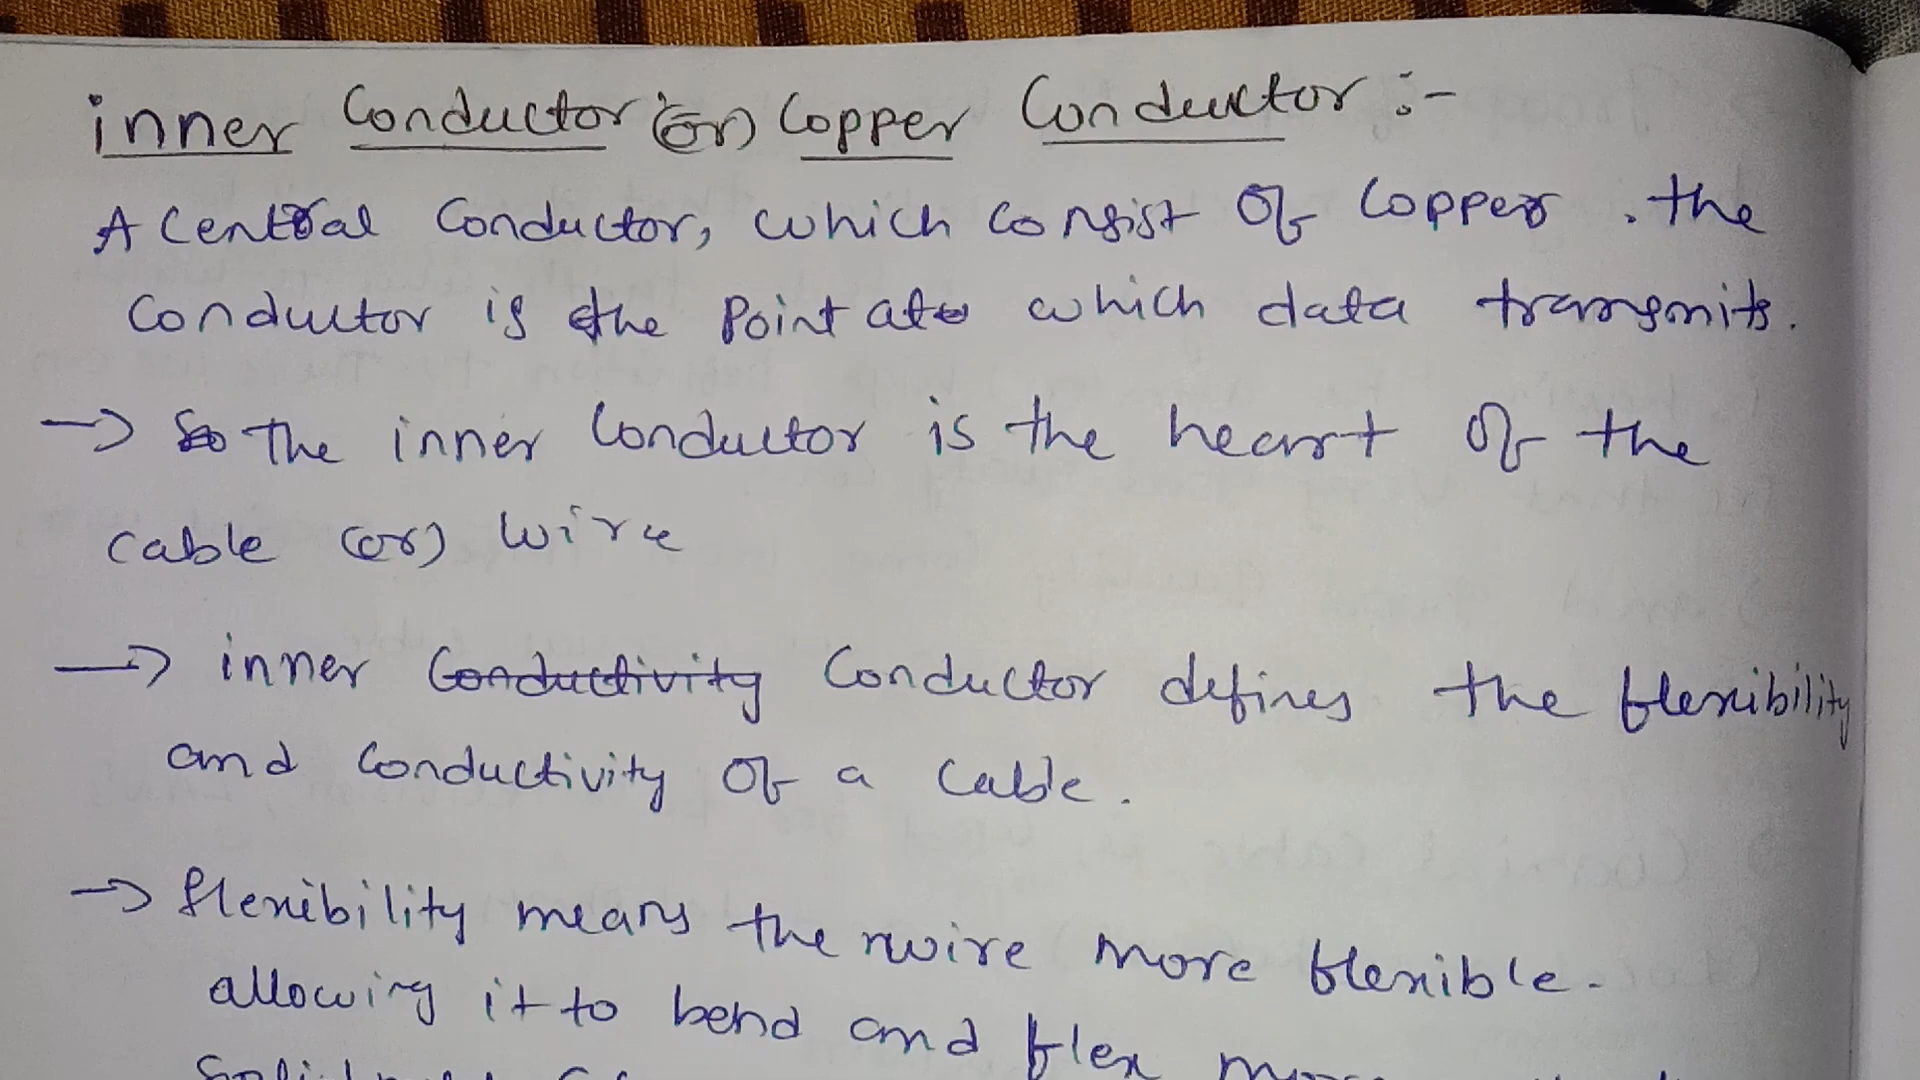 inner Conductor (or) Copper Conductor :-
A Central Conductor, which consist of Copper. the
Conductor is the Point at which data transmits.
→ the inner Conductor is the heart of the
cable (or) wire
→ inner Conductivity Conductor defines the flexibility
and Conductivity of a Cable.
→ flexibility means the wire more flexible.
allowing it to bend and flex